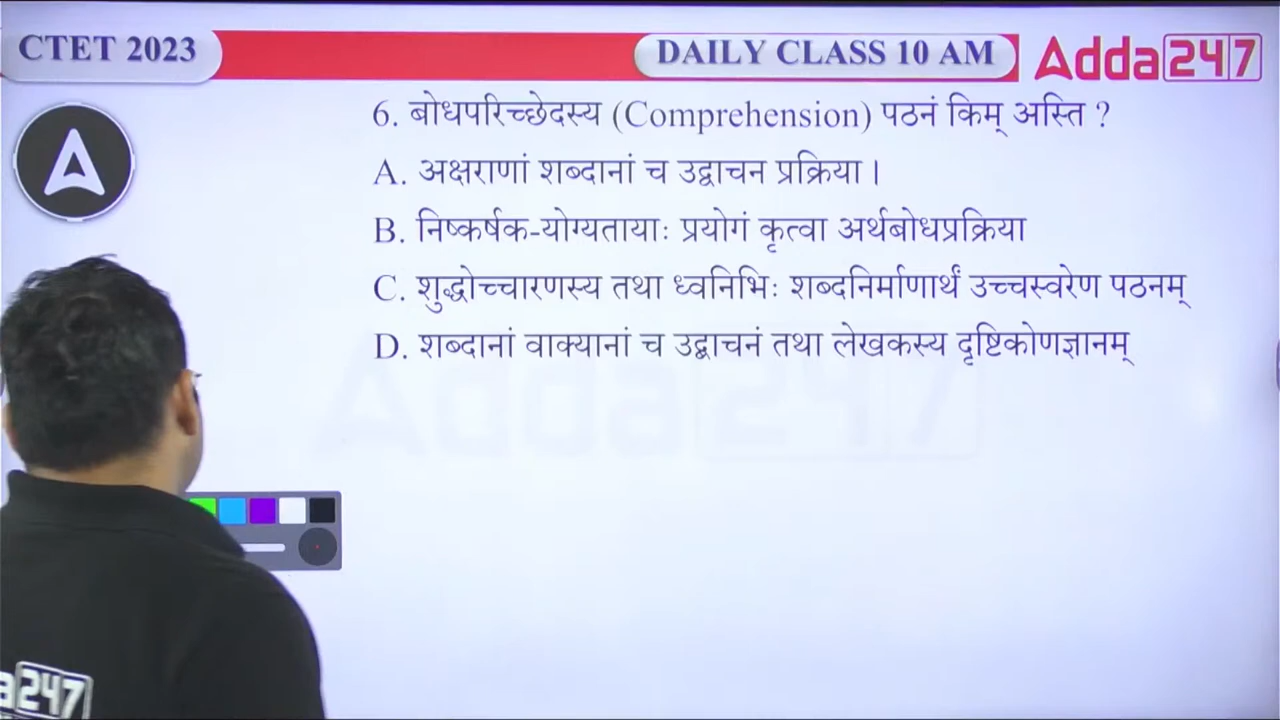 CTET 2023
DAILY CLASS 10 AM
Adda247
6. बोधपरिच्छेदस्य (Comprehension) पठनं किम् अस्ति ?
A. अक्षराणां शब्दानां च उद्वाचन प्रक्रिया ।
B. निष्कर्षक-योग्यतायाः प्रयोगं कृत्वा अर्थबोधप्रक्रिया
C. शुद्धोच्चारणस्य तथा ध्वनिभिः शब्दनिर्माणार्थं उच्चस्वरेण पठनम्
D. शब्दानां वाक्यानां च उद्वाचनं तथा लेखकस्य दृष्टिकोणज्ञानम्
Adda247
a247